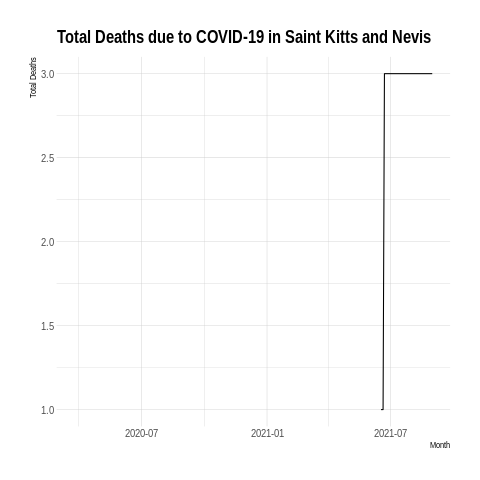 Total Deaths due to COVID-19 in Saint Kitts and Nevis
Total Deaths
3.0
2.5
2.0
1.5
1.0
2020-07
2021-01
2021-07
Month